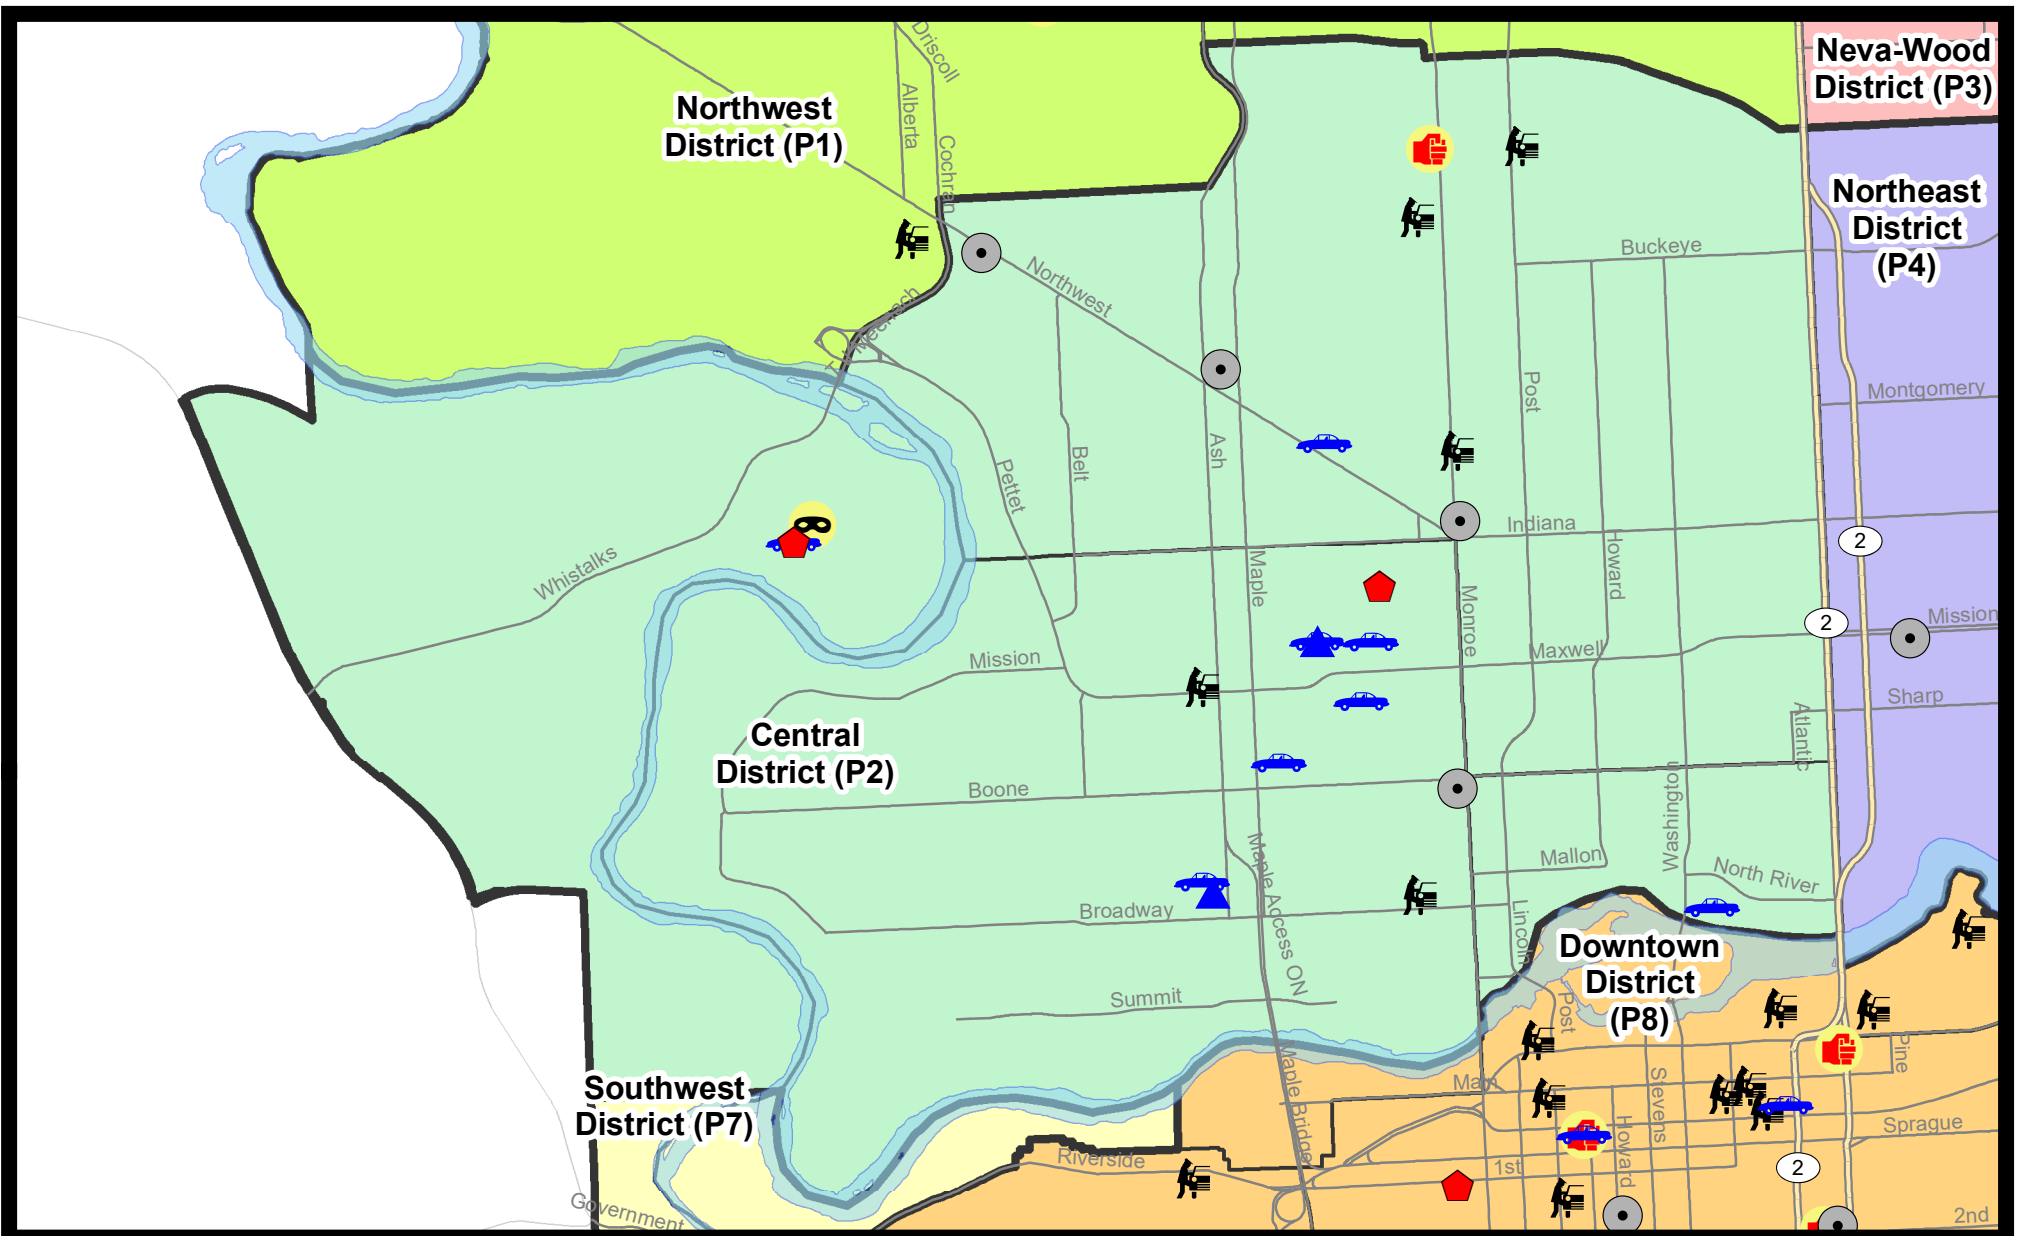 Neva-Wood
District (P3)
Driscoll
Alberta
Northwest
District (P1)
Cochran
Northeast
District
(P4)
Buckeye
Northwest
Post
Montgomery
Ash
Belt
Pettet
Indiana
2
Howard
Whistalks
Maple
Monroe
2
Mission
Maxwell
Mission
Sharp
Atlantic
Central
District (P2)
Boone
Washington
Mallon
North River
Maple Access ON
Broadway
Lincoln
Downtown
District
(P8)
Summit
Post
Pine
Maple Bridge
Main
Stevens
Southwest
District (P7)
Howard
Sprague
Riverside
1st
2
Government
2nd